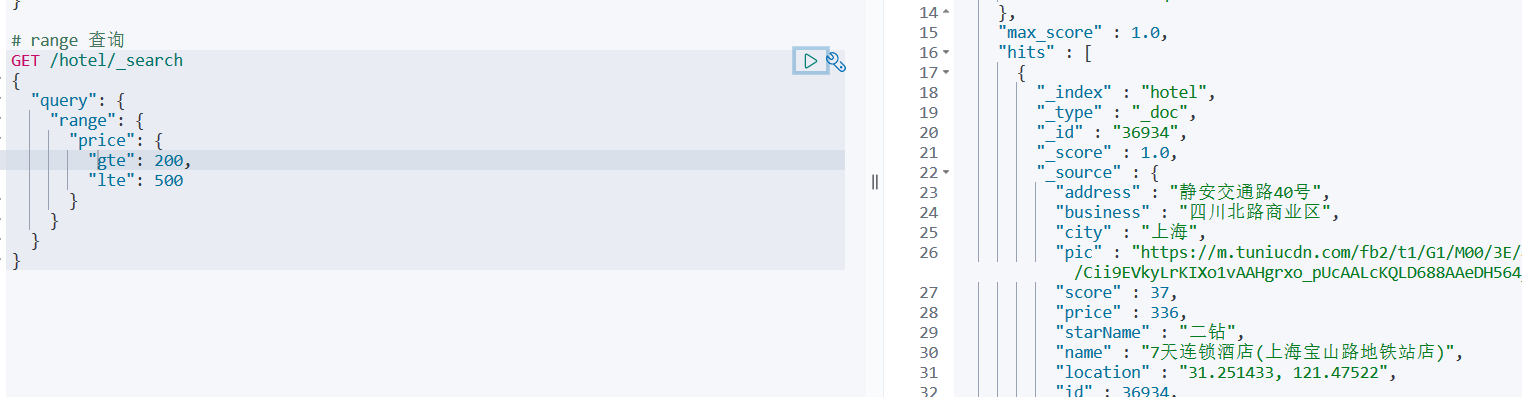 }
# range 查询
GET /hotel/_search
{
"query": {
"range": {
"price": {
"gte": 200,
"lte": 500
}
}
}
}
14 },
15 "max_score" : 1.0,
16 "hits" : [
17 {
18 "_index" : "hotel",
19 "_type" : "_doc",
20 "_id" : "36934",
21 "_score" : 1.0,
22 "_source" : {
23 "address" : "静安交通路40号",
24 "business" : "四川北路商业区",
25 "city" : "上海",
26 "pic" : "https://m.tuniucdn.com/fb2/t1/G1/M00/3E/
/Cii9EVkyLrKIXo1vAAHgrxo_pUcAALcKQLD688AAeDH564
27 "score" : 37,
28 "price" : 336,
29 "starName" : "二钻",
30 "name" : "7天连锁酒店(上海宝山路地铁站店)",
31 "location" : "31.251433, 121.47522",
32 "id" : 36934,